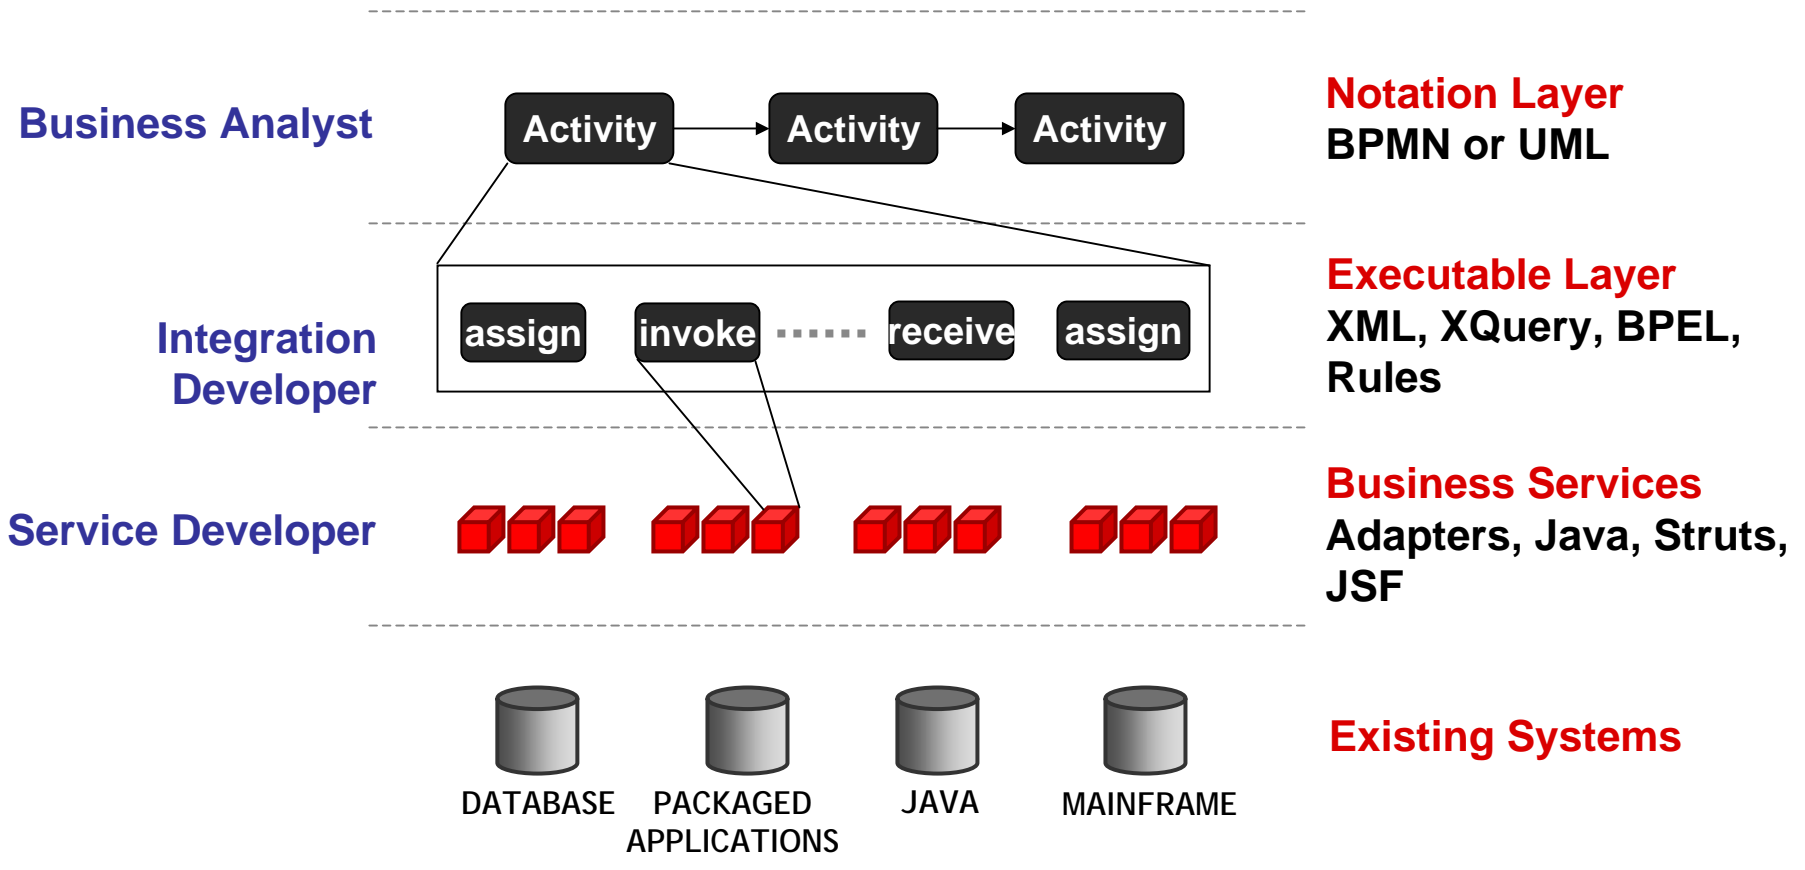 Business Analyst
Activity
Activity
Activity
Notation Layer
BPMN or UML
Integration
Developer
assign
invoke
receive
assign
Executable Layer
XML, XQuery, BPEL,
Rules
Service Developer
Business Services
Adapters, Java, Struts,
JSF
DATABASE
PACKAGED
APPLICATIONS
JAVA
MAINFRAME
Existing Systems